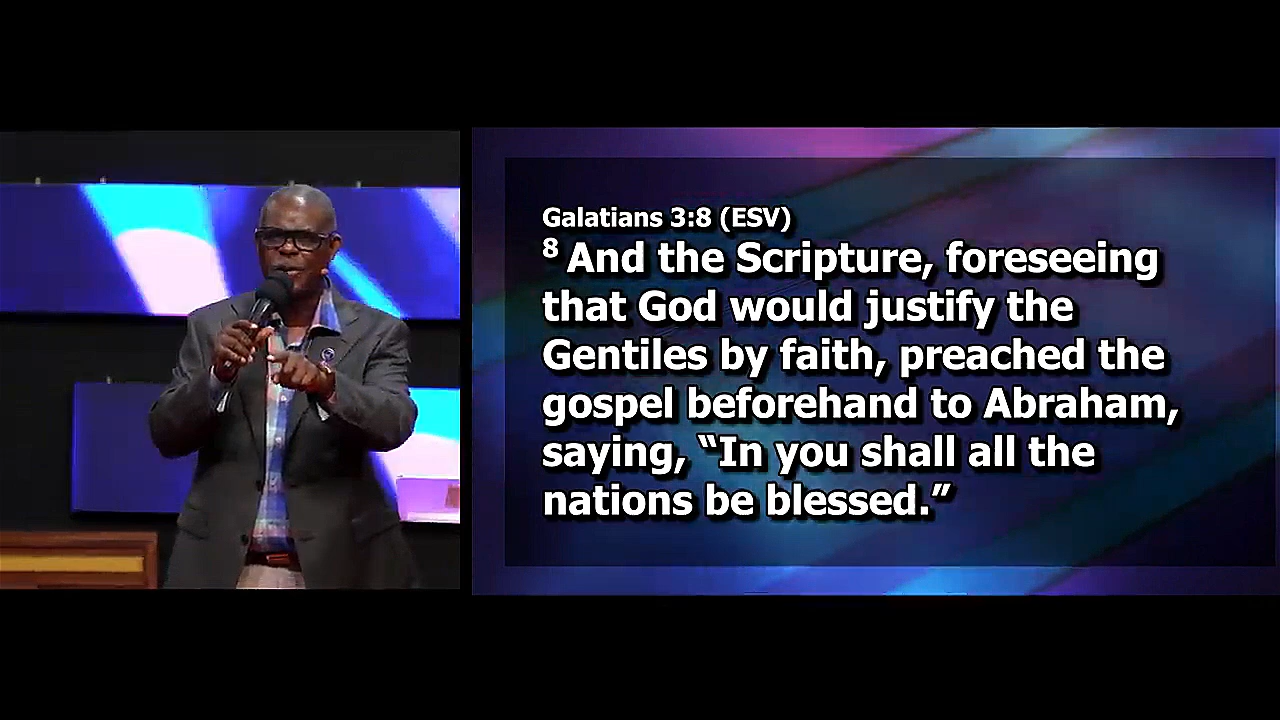 Galatians 3:8 (ESV)
8 And the Scripture, foreseeing
that God would justify the
Gentiles by faith, preached the
gospel beforehand to Abraham,
saying, “In you shall all the
nations be blessed.”